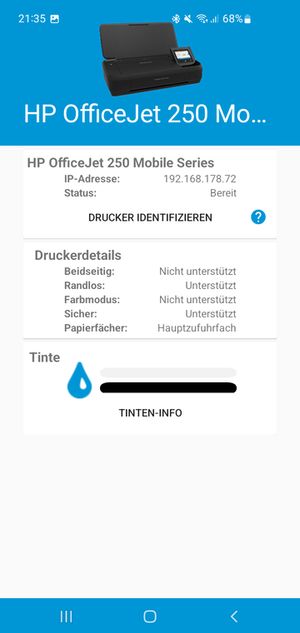 21:35
68%
HP OfficeJet 250 Mo...
HP OfficeJet 250 Mobile Series
IP-Adresse: 192.168.178.72
Status: Bereit
DRUCKER IDENTIFIZIEREN ?
Druckerdetails
Beidseitig: Nicht unterstützt
Randlos: Unterstützt
Farbmodus: Nicht unterstützt
Sicher: Unterstützt
Papierfächer: Hauptzufuhrfach
Tinte
TINTEN-INFO